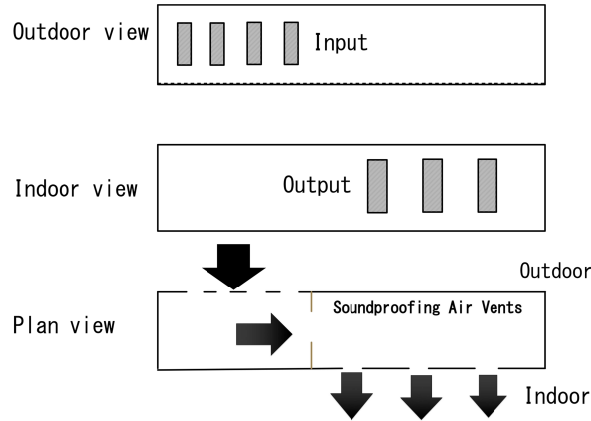 Outdoor view
Input
Indoor view
Output
Outdoor
Plan view
Soundproofing Air Vents
Indoor